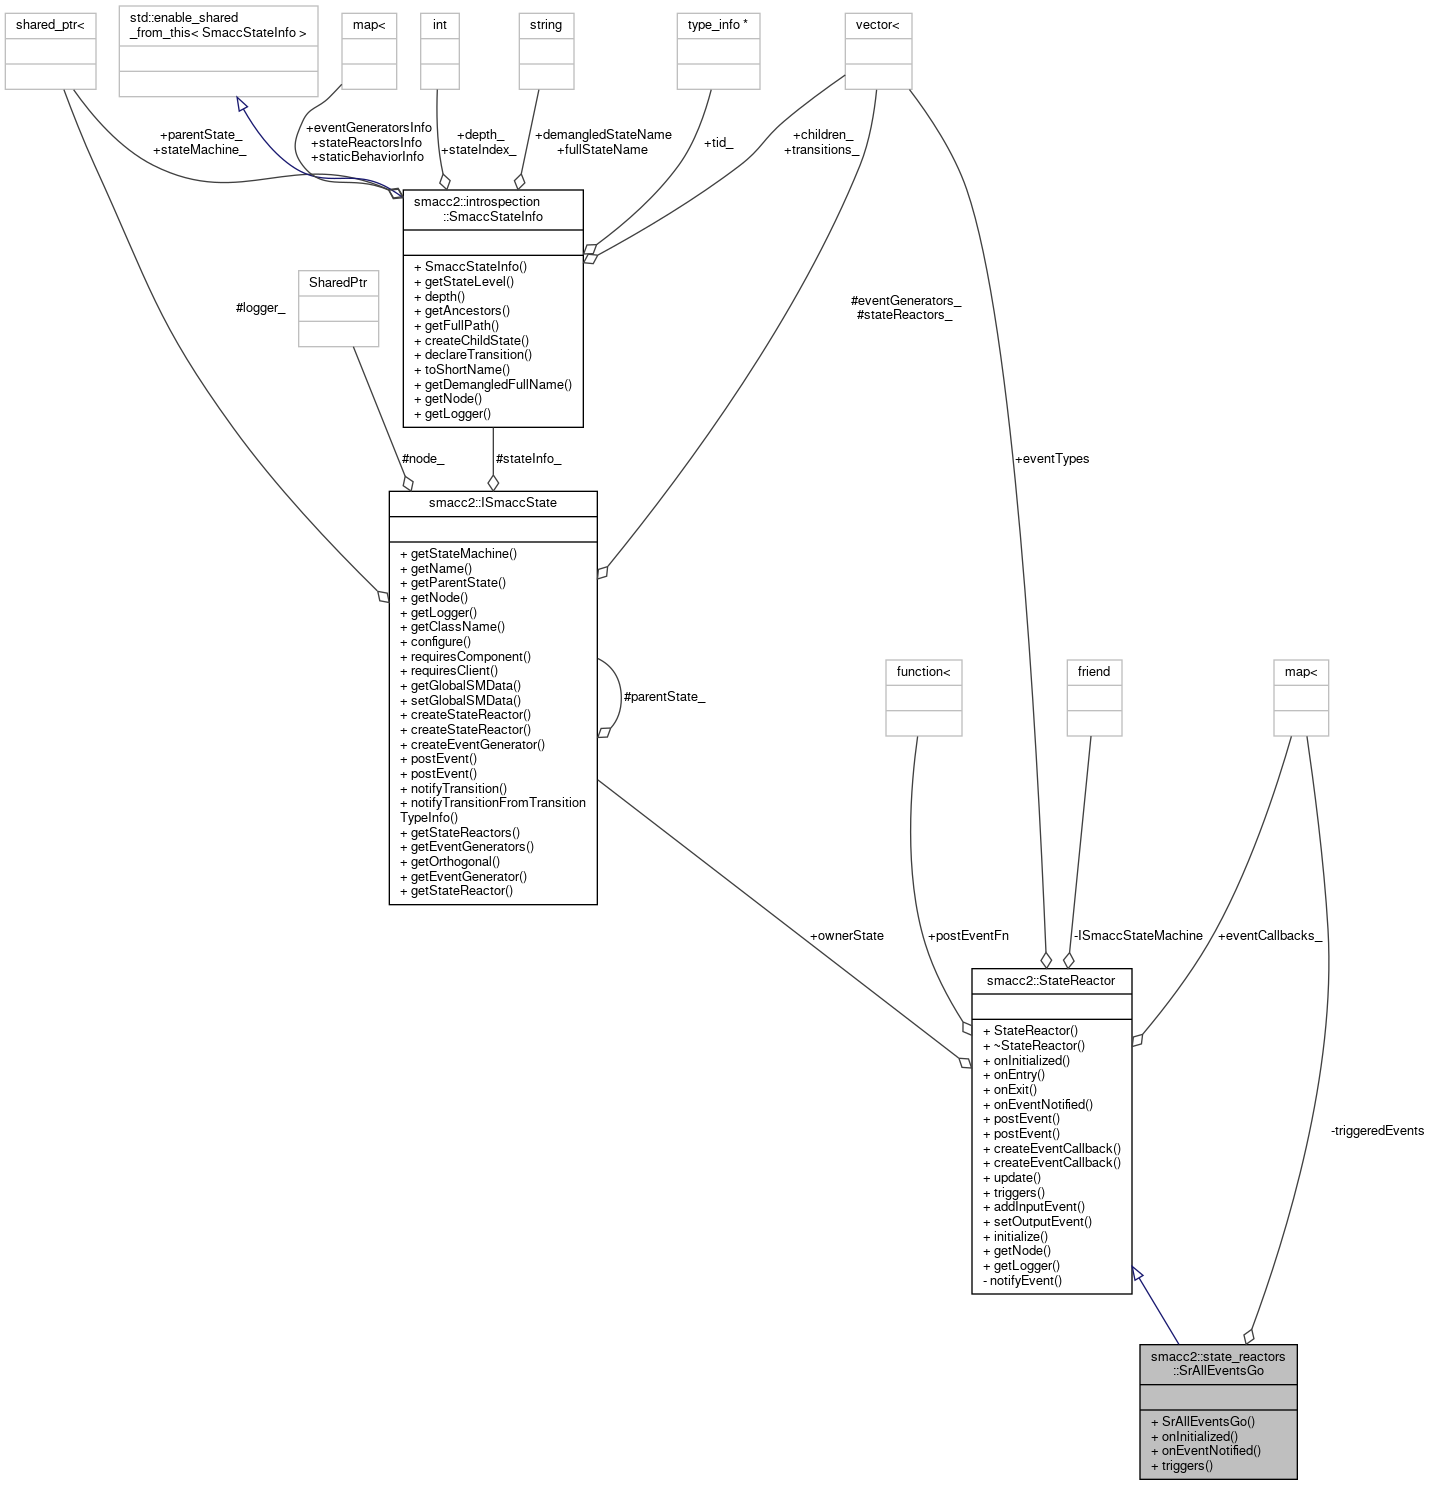 shared_ptr<
std::enable_shared
_from_this< SmaccStateInfo >
map<
int
string
type_info *
vector<
+parentState_
+stateMachine_
+eventGeneratorsInfo
+stateReactorsInfo
+staticBehaviorInfo
+depth_
+stateIndex_
+demangledStateName
+fullStateName
+tid_
+children_
+transitions_
smacc2::introspection
::SmaccStateInfo
+ SmaccStateInfo()
+ getStateLevel()
+ depth()
+ getAncestors()
+ getFullPath()
+ createChildState()
+ declareTransition()
+ toShortName()
+ getDemangledFullName()
+ getNode()
+ getLogger()
SharedPtr
#logger_
#eventGenerators_
#stateReactors_
#node_
#stateInfo_
+eventTypes
smacc2::ISmaccState
+ getStateMachine()
+ getName()
+ getParentState()
+ getNode()
+ getLogger()
+ getClassName()
+ configure()
+ requiresComponent()
+ requiresClient()
+ getGlobalSMData()
+ setGlobalSMData()
+ createStateReactor()
+ createStateReactor()
+ createEventGenerator()
+ postEvent()
+ postEvent()
+ notifyTransition()
+ notifyTransitionFromTransition
TypeInfo()
+ getStateReactors()
+ getEventGenerators()
+ getOrthogonal()
+ getEventGenerator()
+ getStateReactor()
#parentState_
function<
friend
map<
+ownerState
+postEventFn
-ISmaccStateMachine
+eventCallbacks_
smacc2::StateReactor
+ StateReactor()
+ ~StateReactor()
+ onInitialized()
+ onEntry()
+ onExit()
+ onEventNotified()
+ postEvent()
+ postEvent()
+ createEventCallback()
+ createEventCallback()
+ update()
+ triggers()
+ addInputEvent()
+ setOutputEvent()
+ initialize()
+ getNode()
+ getLogger()
- notifyEvent()
-triggeredEvents
smacc2::state_reactors
::SrAllEventsGo
+ SrAllEventsGo()
+ onInitialized()
+ onEventNotified()
+ triggers()